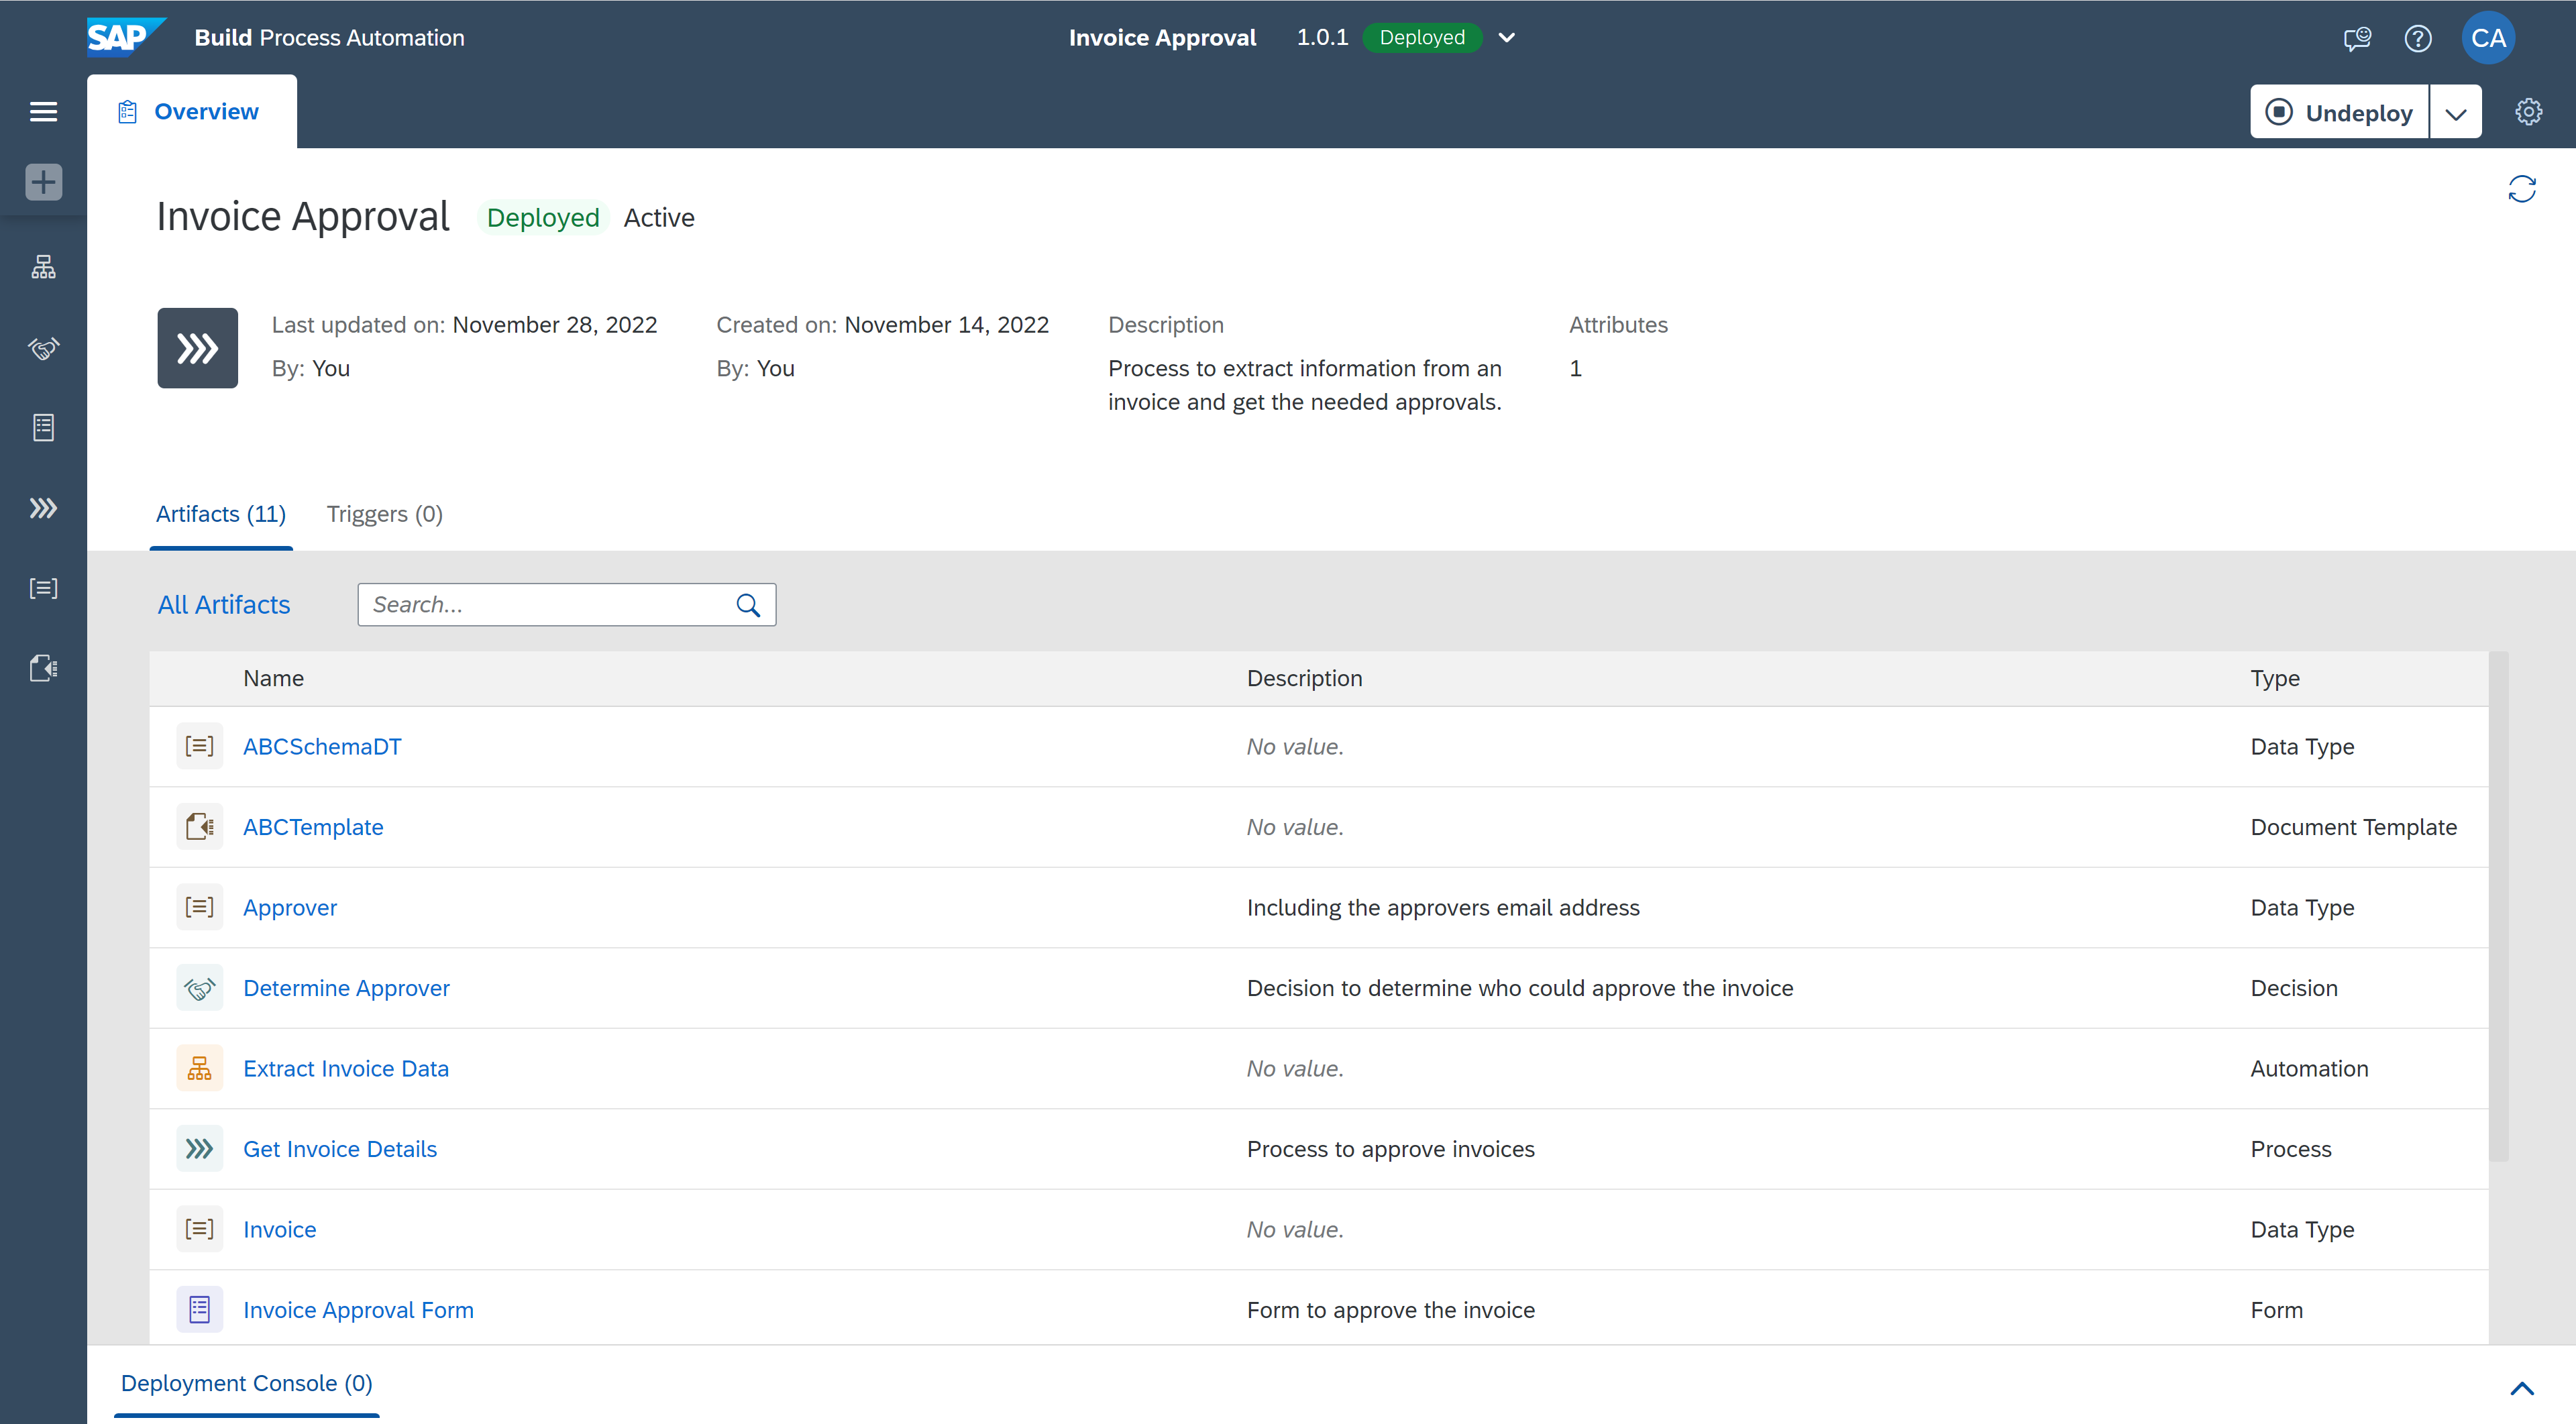 SAP Build Process Automation
Invoice Approval 1.0.1 Deployed
CA
Overview
Undeploy
Invoice Approval Deployed Active
Last updated on: November 28, 2022
By: You
Created on: November 14, 2022
By: You
Description
Process to extract information from an
invoice and get the needed approvals.
Attributes
1
Artifacts (11) Triggers (0)
All Artifacts Search...
Name Description Type
ABCSchemaDT No value. Data Type
ABCTemplate No value. Document Template
Approver Including the approvers email address Data Type
Determine Approver Decision to determine who could approve the invoice Decision
Extract Invoice Data No value. Automation
Get Invoice Details Process to approve invoices Process
Invoice No value. Data Type
Invoice Approval Form Form to approve the invoice Form
Deployment Console (0)